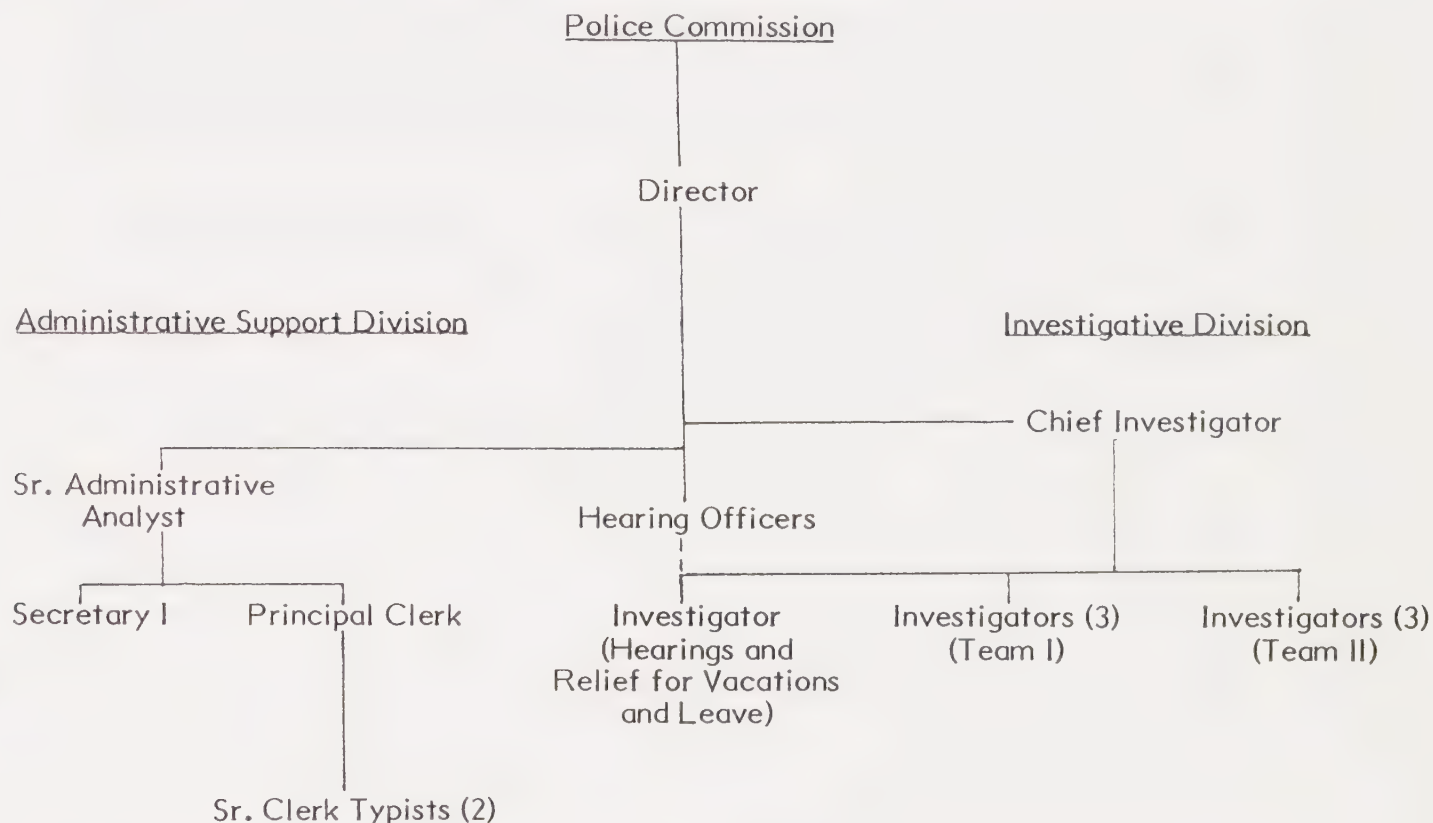 Police Commission
Director
Administrative Support Division
Investigative Division
Chief Investigator
Sr. Administrative
Analyst
Hearing Officers
Secretary I
Principal Clerk
Investigator
(Hearings and
Relief for Vacations
and Leave)
Investigators (3)
(Team I)
Investigators (3)
(Team II)
Sr. Clerk Typists (2)